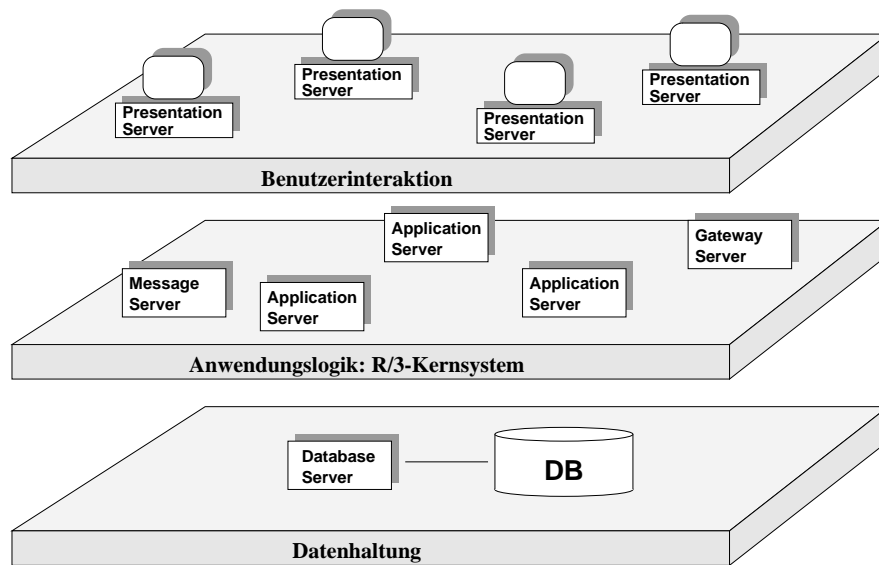 Presentation
Server
Presentation
Server
Presentation
Server
Presentation
Server
Benutzerinteraktion
Application
Server
Gateway
Server
Message
Server
Application
Server
Application
Server
Anwendungslogik: R/3-Kernsystem
Database
Server
DB
Datenhaltung